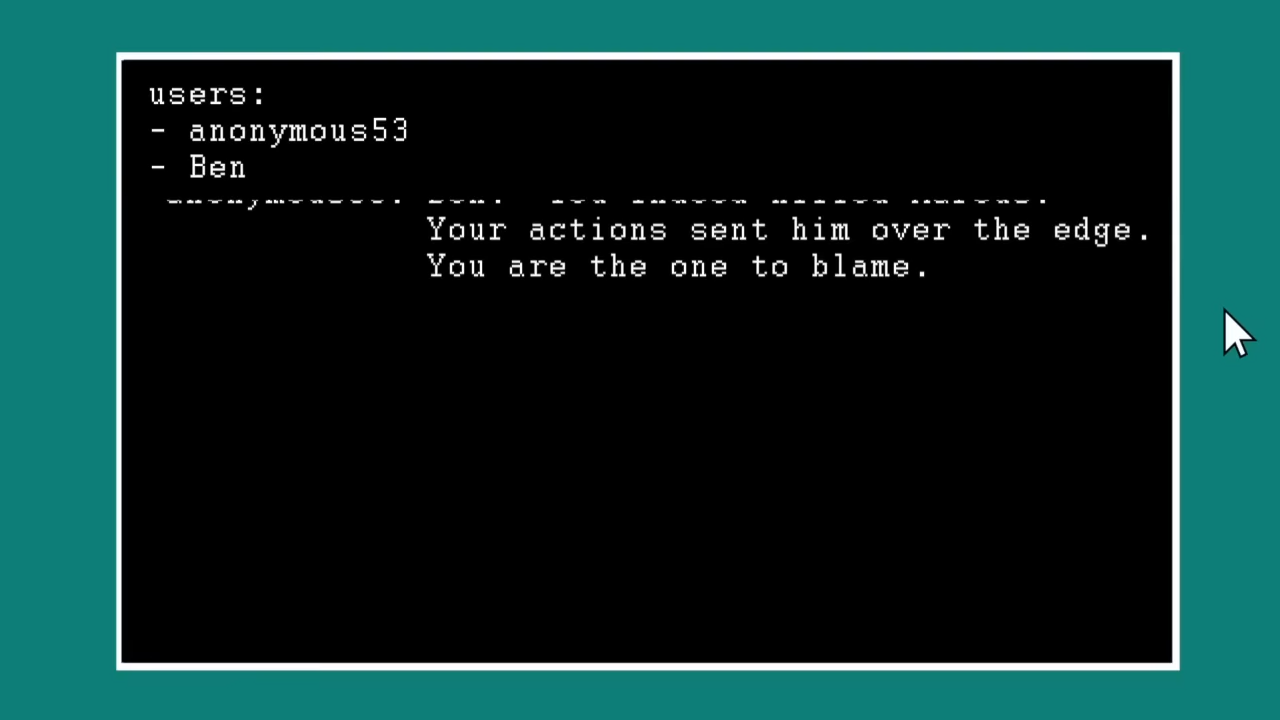 users:
- anonymous53
- Ben
Your actions sent him over the edge.
You are the one to blame.